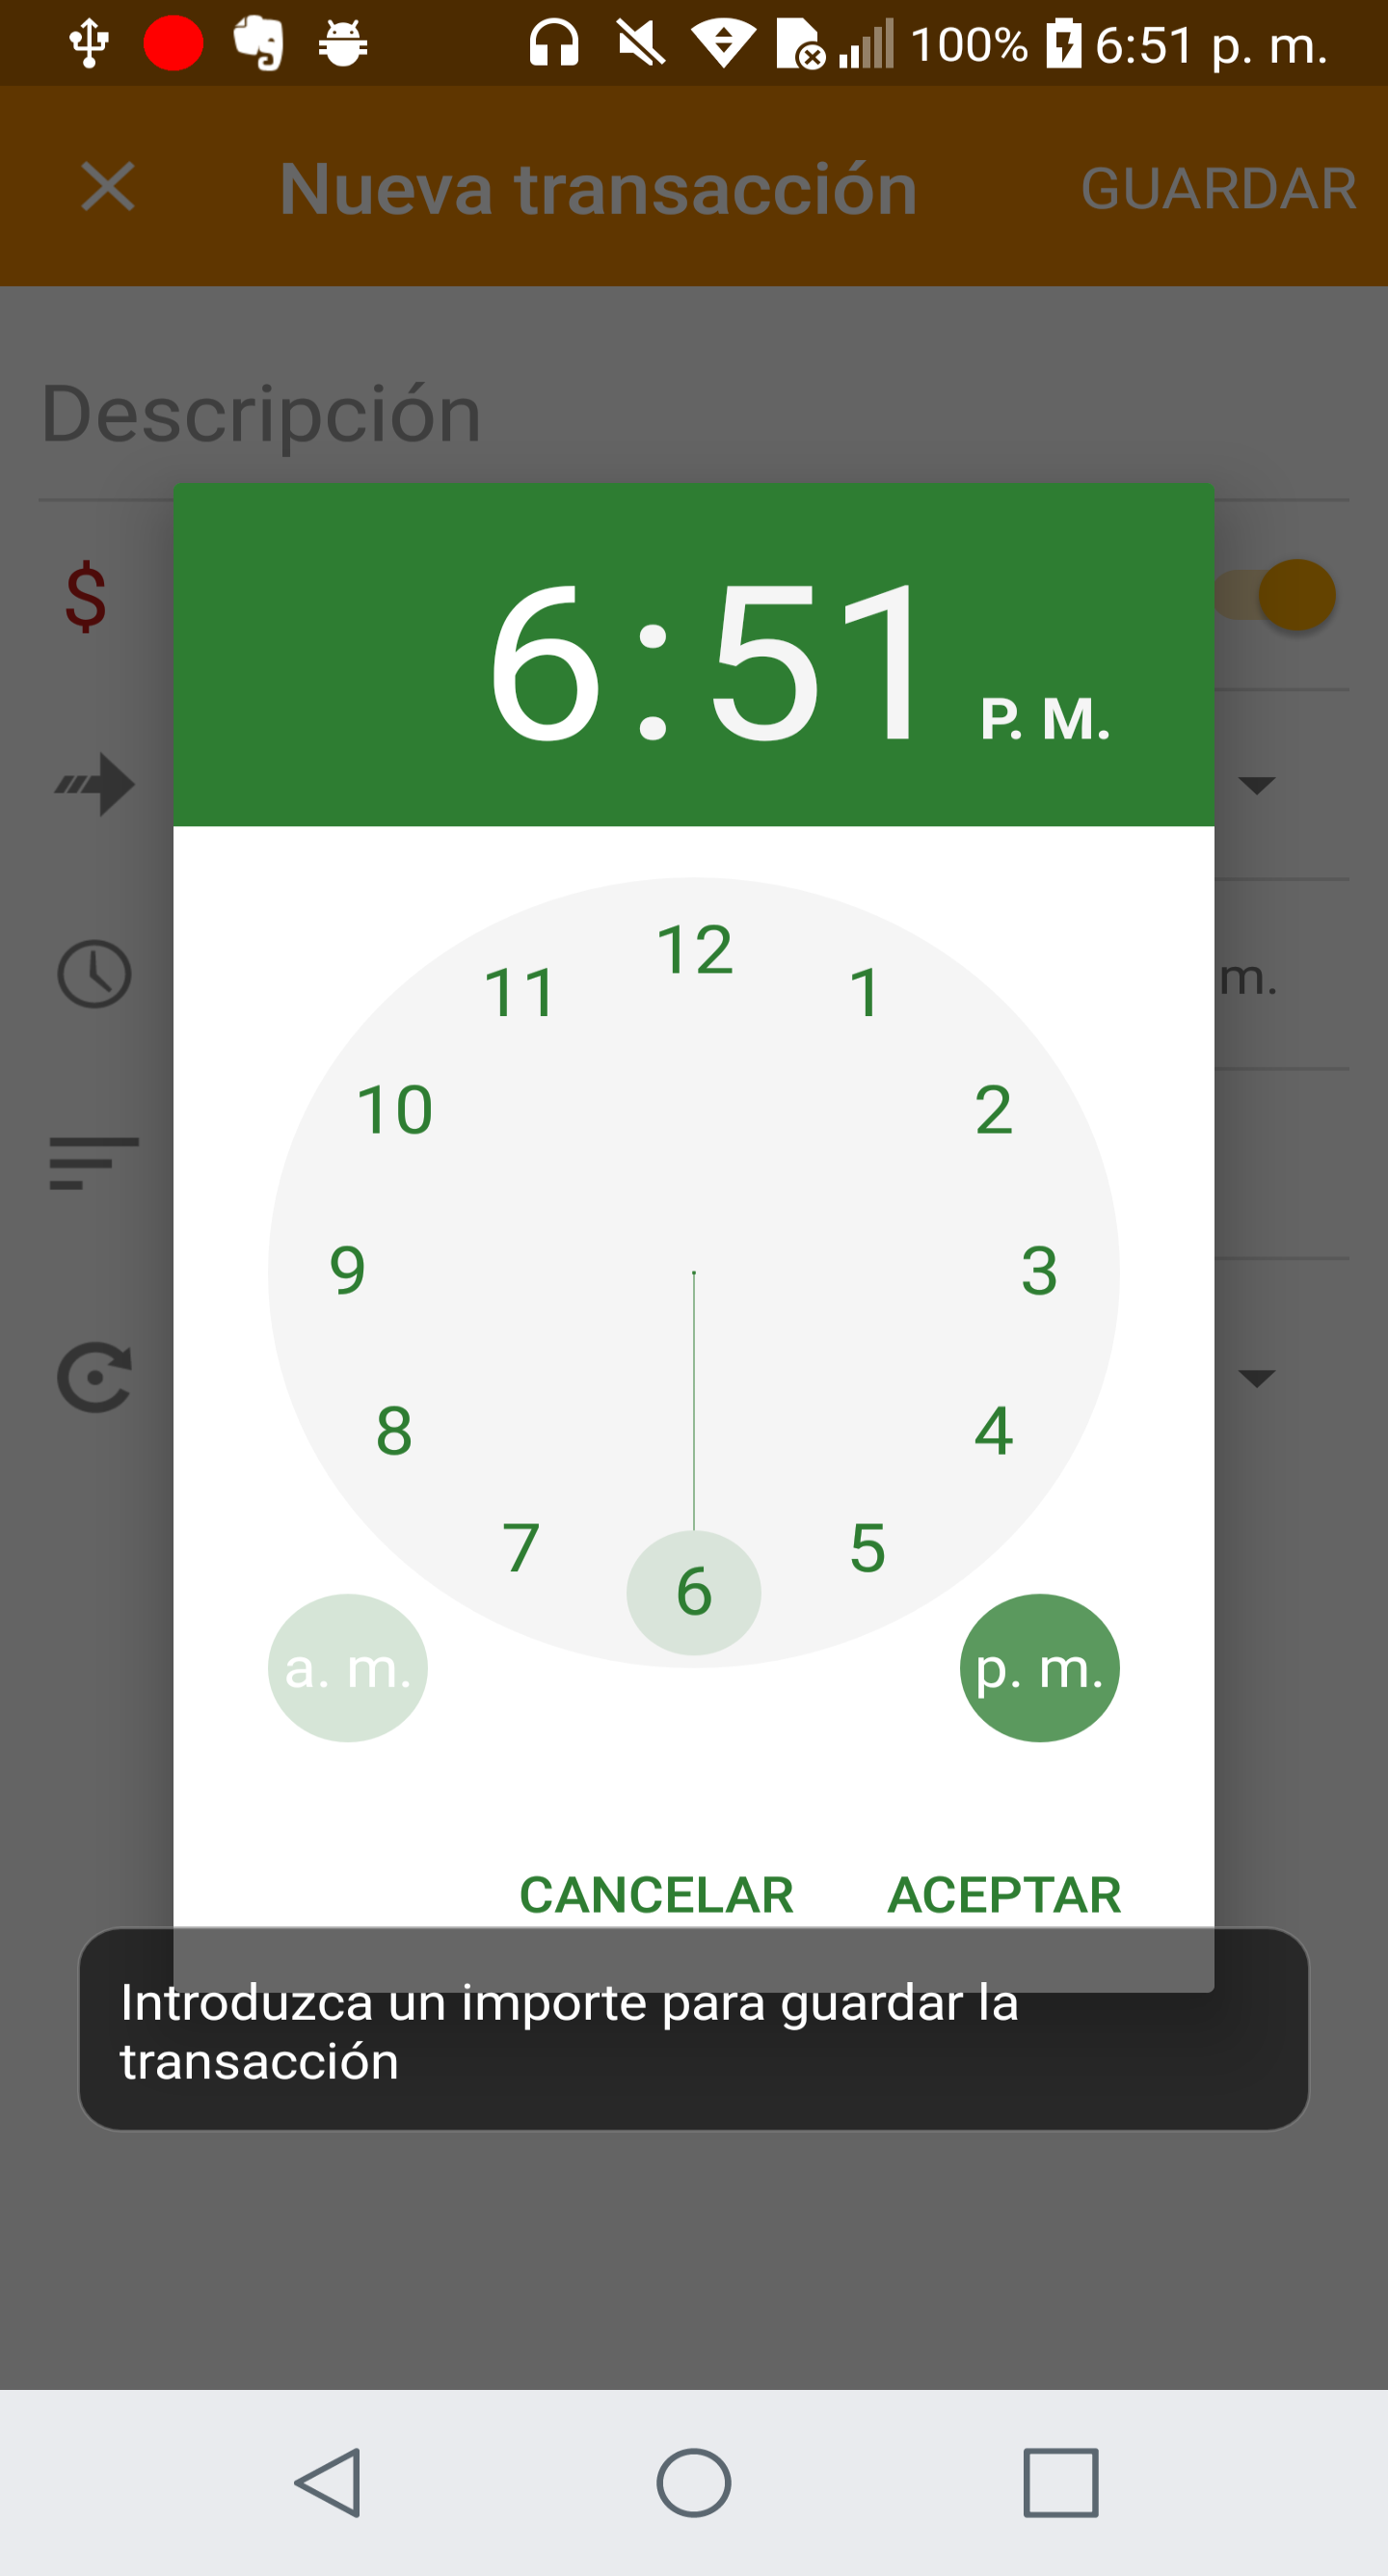 100% 6:51 p. m.
Nueva transacción GUARDAR
Descripción
$
6:51 P. M.
12
11 1
10 2
m.
9 3
8 4
7 5
6
a. m. p. m.
CANCELAR ACEPTAR
Introduzca un importe para guardar la
transacción